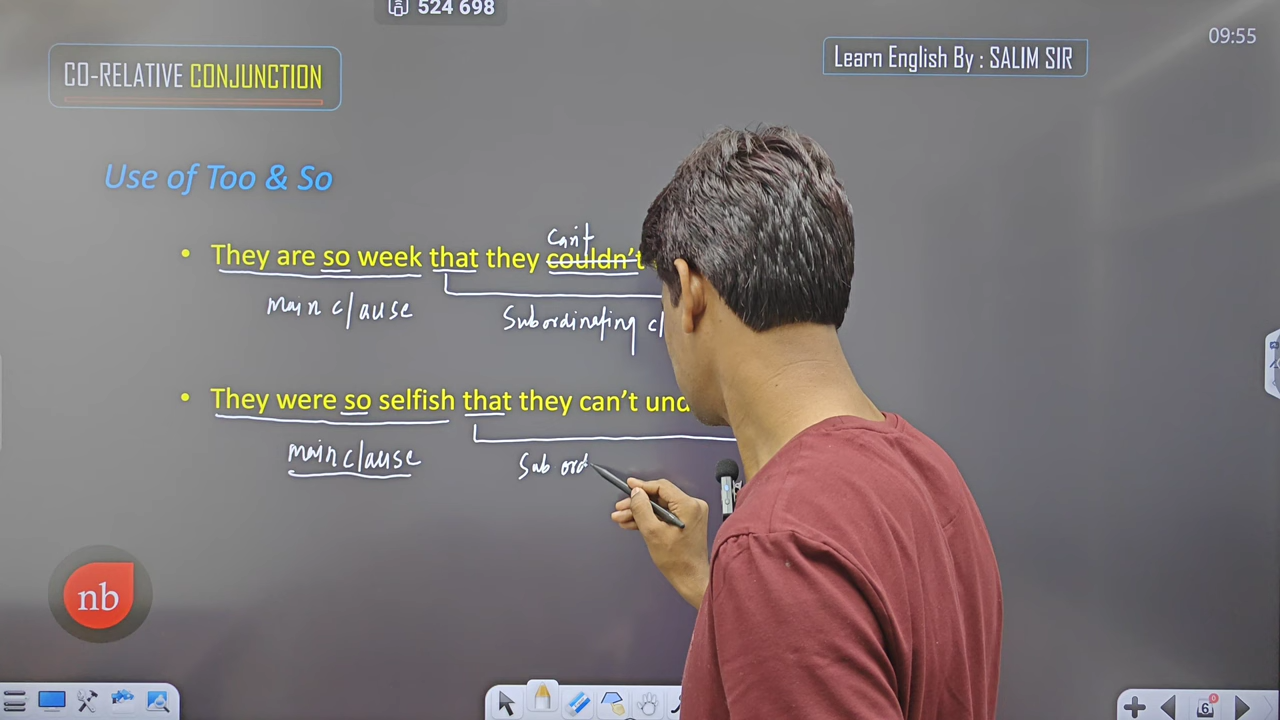 524 698
09:55
CO-RELATIVE CONJUNCTION
Learn English By : SALIM SIR
Use of Too & So
can't
• They are so week that they couldn't
main clause
Subordinating cl
• They were so selfish that they can't und
main clause
Sub ord
nb
6